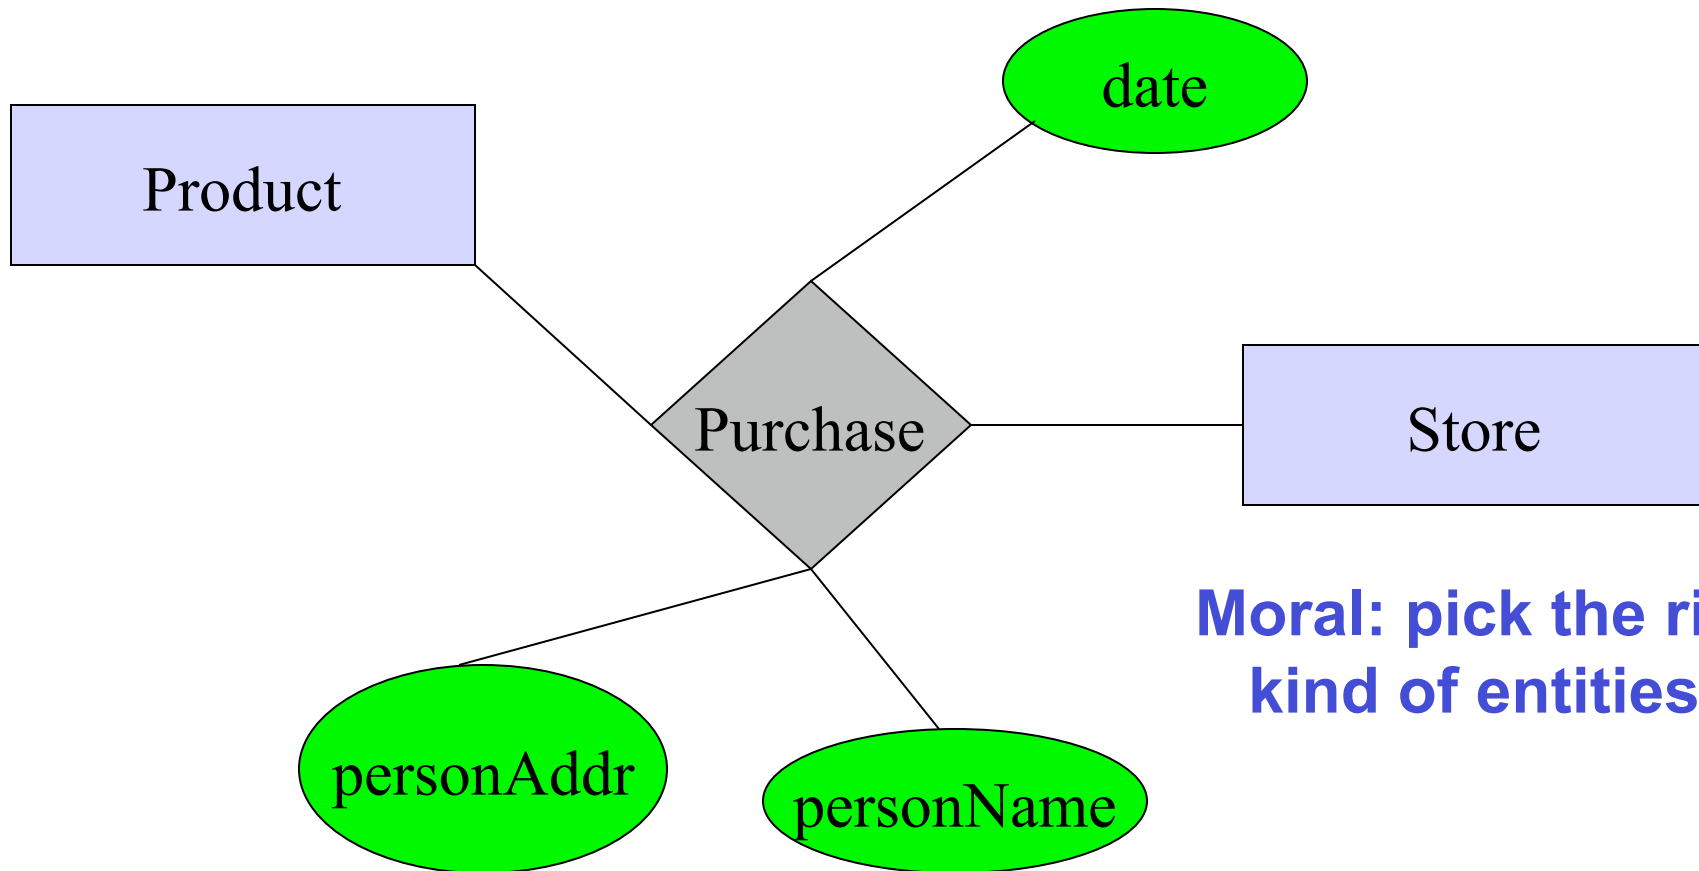 date
Product
Purchase
Store
Moral: pick the ri
kind of entities
personAddr
personName